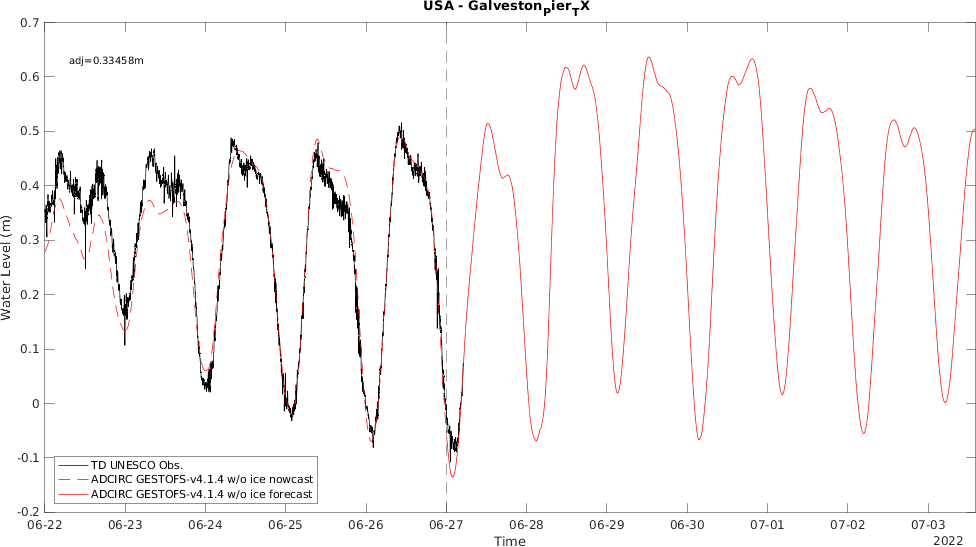 USA - GalvestonPierTX
0.7
0.6
0.5
0.4
0.3
0.2
0.1
0
-0.1
-0.2
Water Level (m)
adj=0.33458m
TD UNESCO Obs.
ADCIRC GESTOFS-v4.1.4 w/o ice nowcast
ADCIRC GESTOFS-v4.1.4 w/o ice forecast
06-22 06-23 06-24 06-25 06-26 06-27 06-28 06-29 06-30 07-01 07-02 07-03
Time
2022